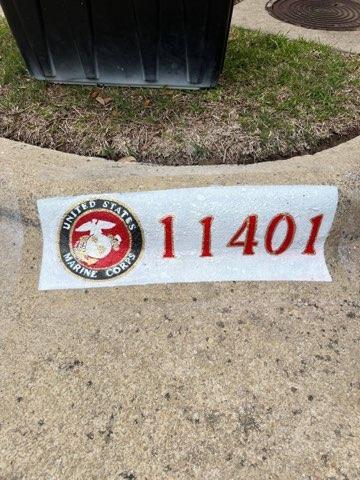 UNITED STATES
MARINE CORPS
11401